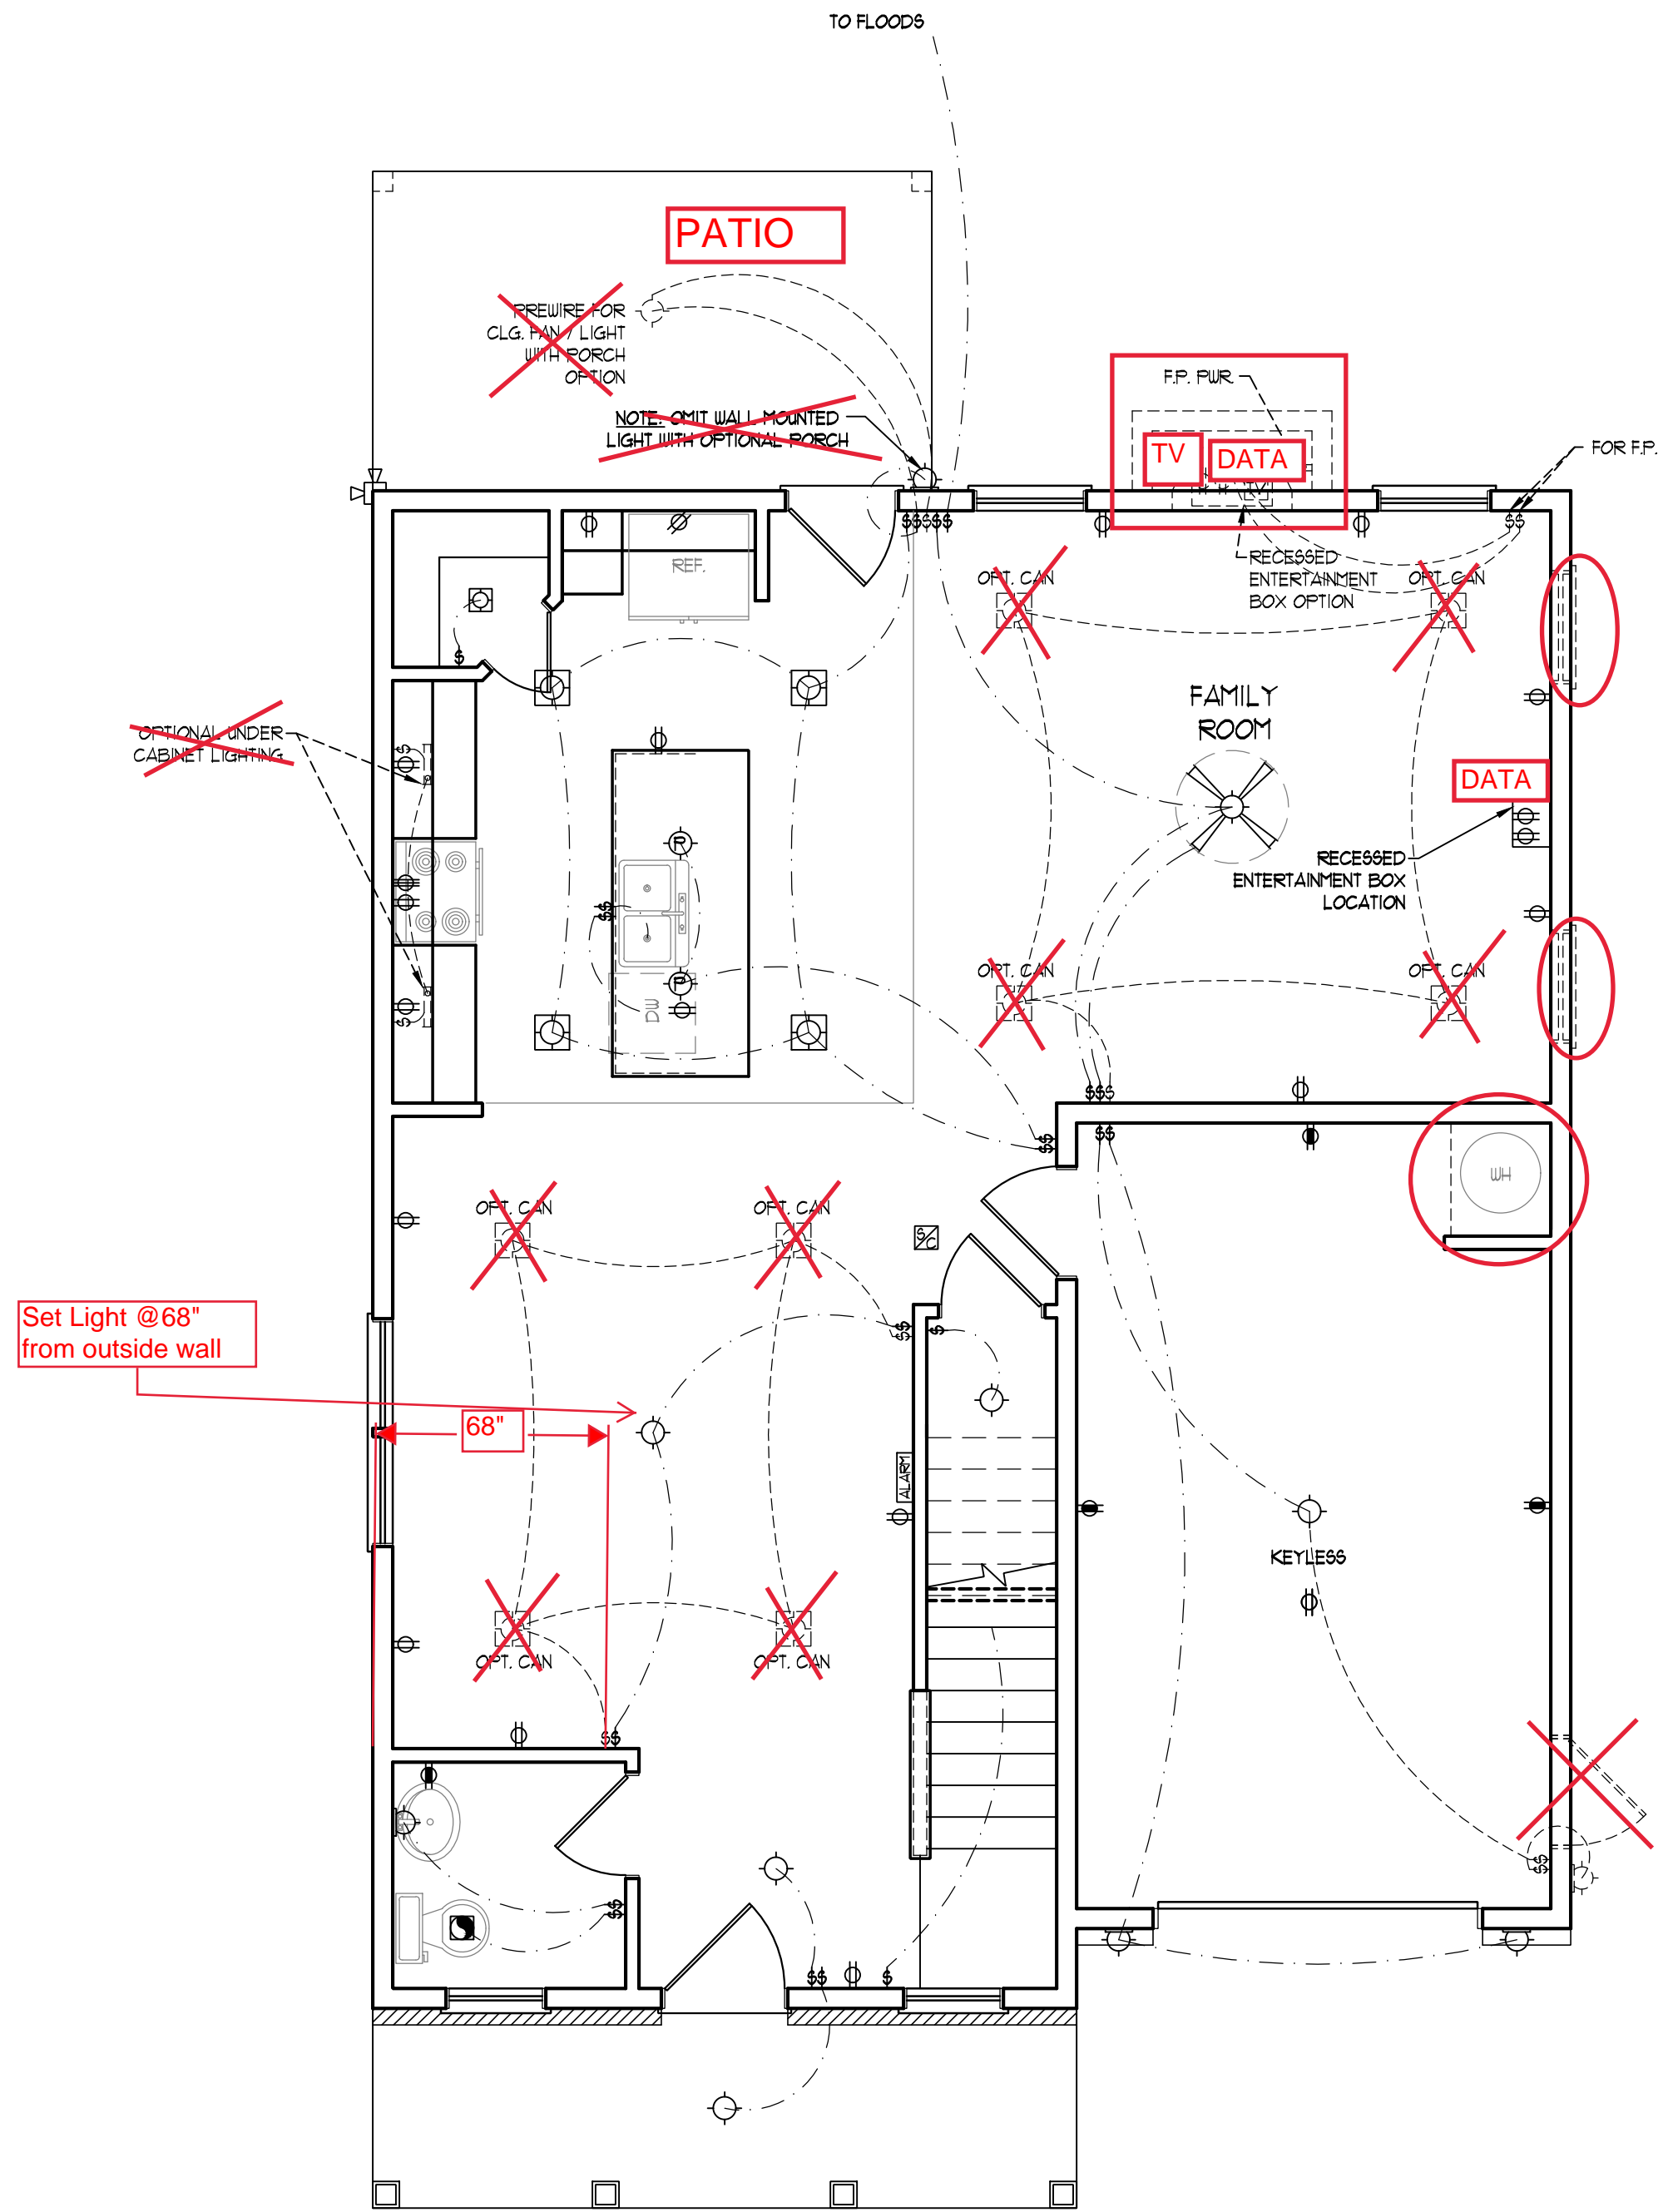 TO FLOODS
PATIO
PREWIRE FOR
CLG. FAN / LIGHT
WITH PORCH
OPTION
NOTE: OMIT WALL MOUNTED
LIGHT WITH OPTIONAL PORCH
F.P. PWR.
TV
DATA
FOR F.P.
$$$$$
$$
REF.
RECESSED
ENTERTAINMENT
BOX OPTION
OPT. CAN
OPT. CAN
$
FAMILY
ROOM
OPTIONAL UNDER
CABINET LIGHTING
$
DATA
P
RECESSED
ENTERTAINMENT BOX
LOCATION
$$
OPT. CAN
OPT. CAN
P
DW
$
$$$
$$
$$
WH
OPT. CAN
OPT. CAN
S/C
Set Light @68"
from outside wall
$$
$
68"
ALARM
KEYLESS
OPT. CAN
OPT. CAN
$$
$$
$$
$$
$